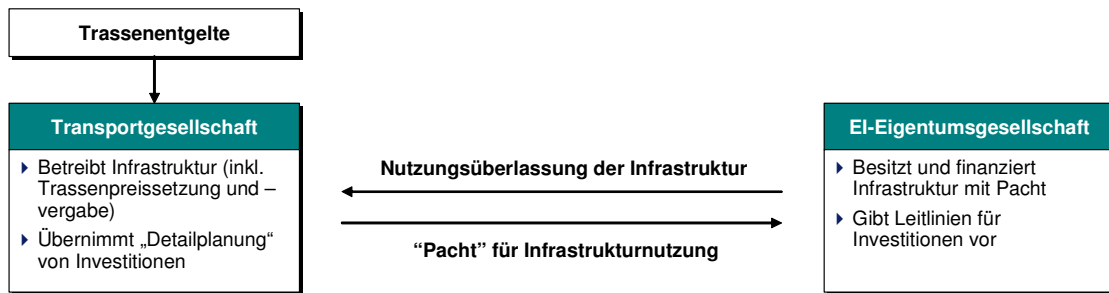 Trassenentgelte
Transportgesellschaft
Betreibt Infrastruktur (inkl.
Trassenpreissetzung und –
vergabe)
Übernimmt „Detailplanung“
von Investitionen
Nutzungsüberlassung der Infrastruktur
“Pacht” für Infrastrukturnutzung
EI-Eigentumsgesellschaft
Besitzt und finanziert
Infrastruktur mit Pacht
Gibt Leitlinien für
Investitionen vor